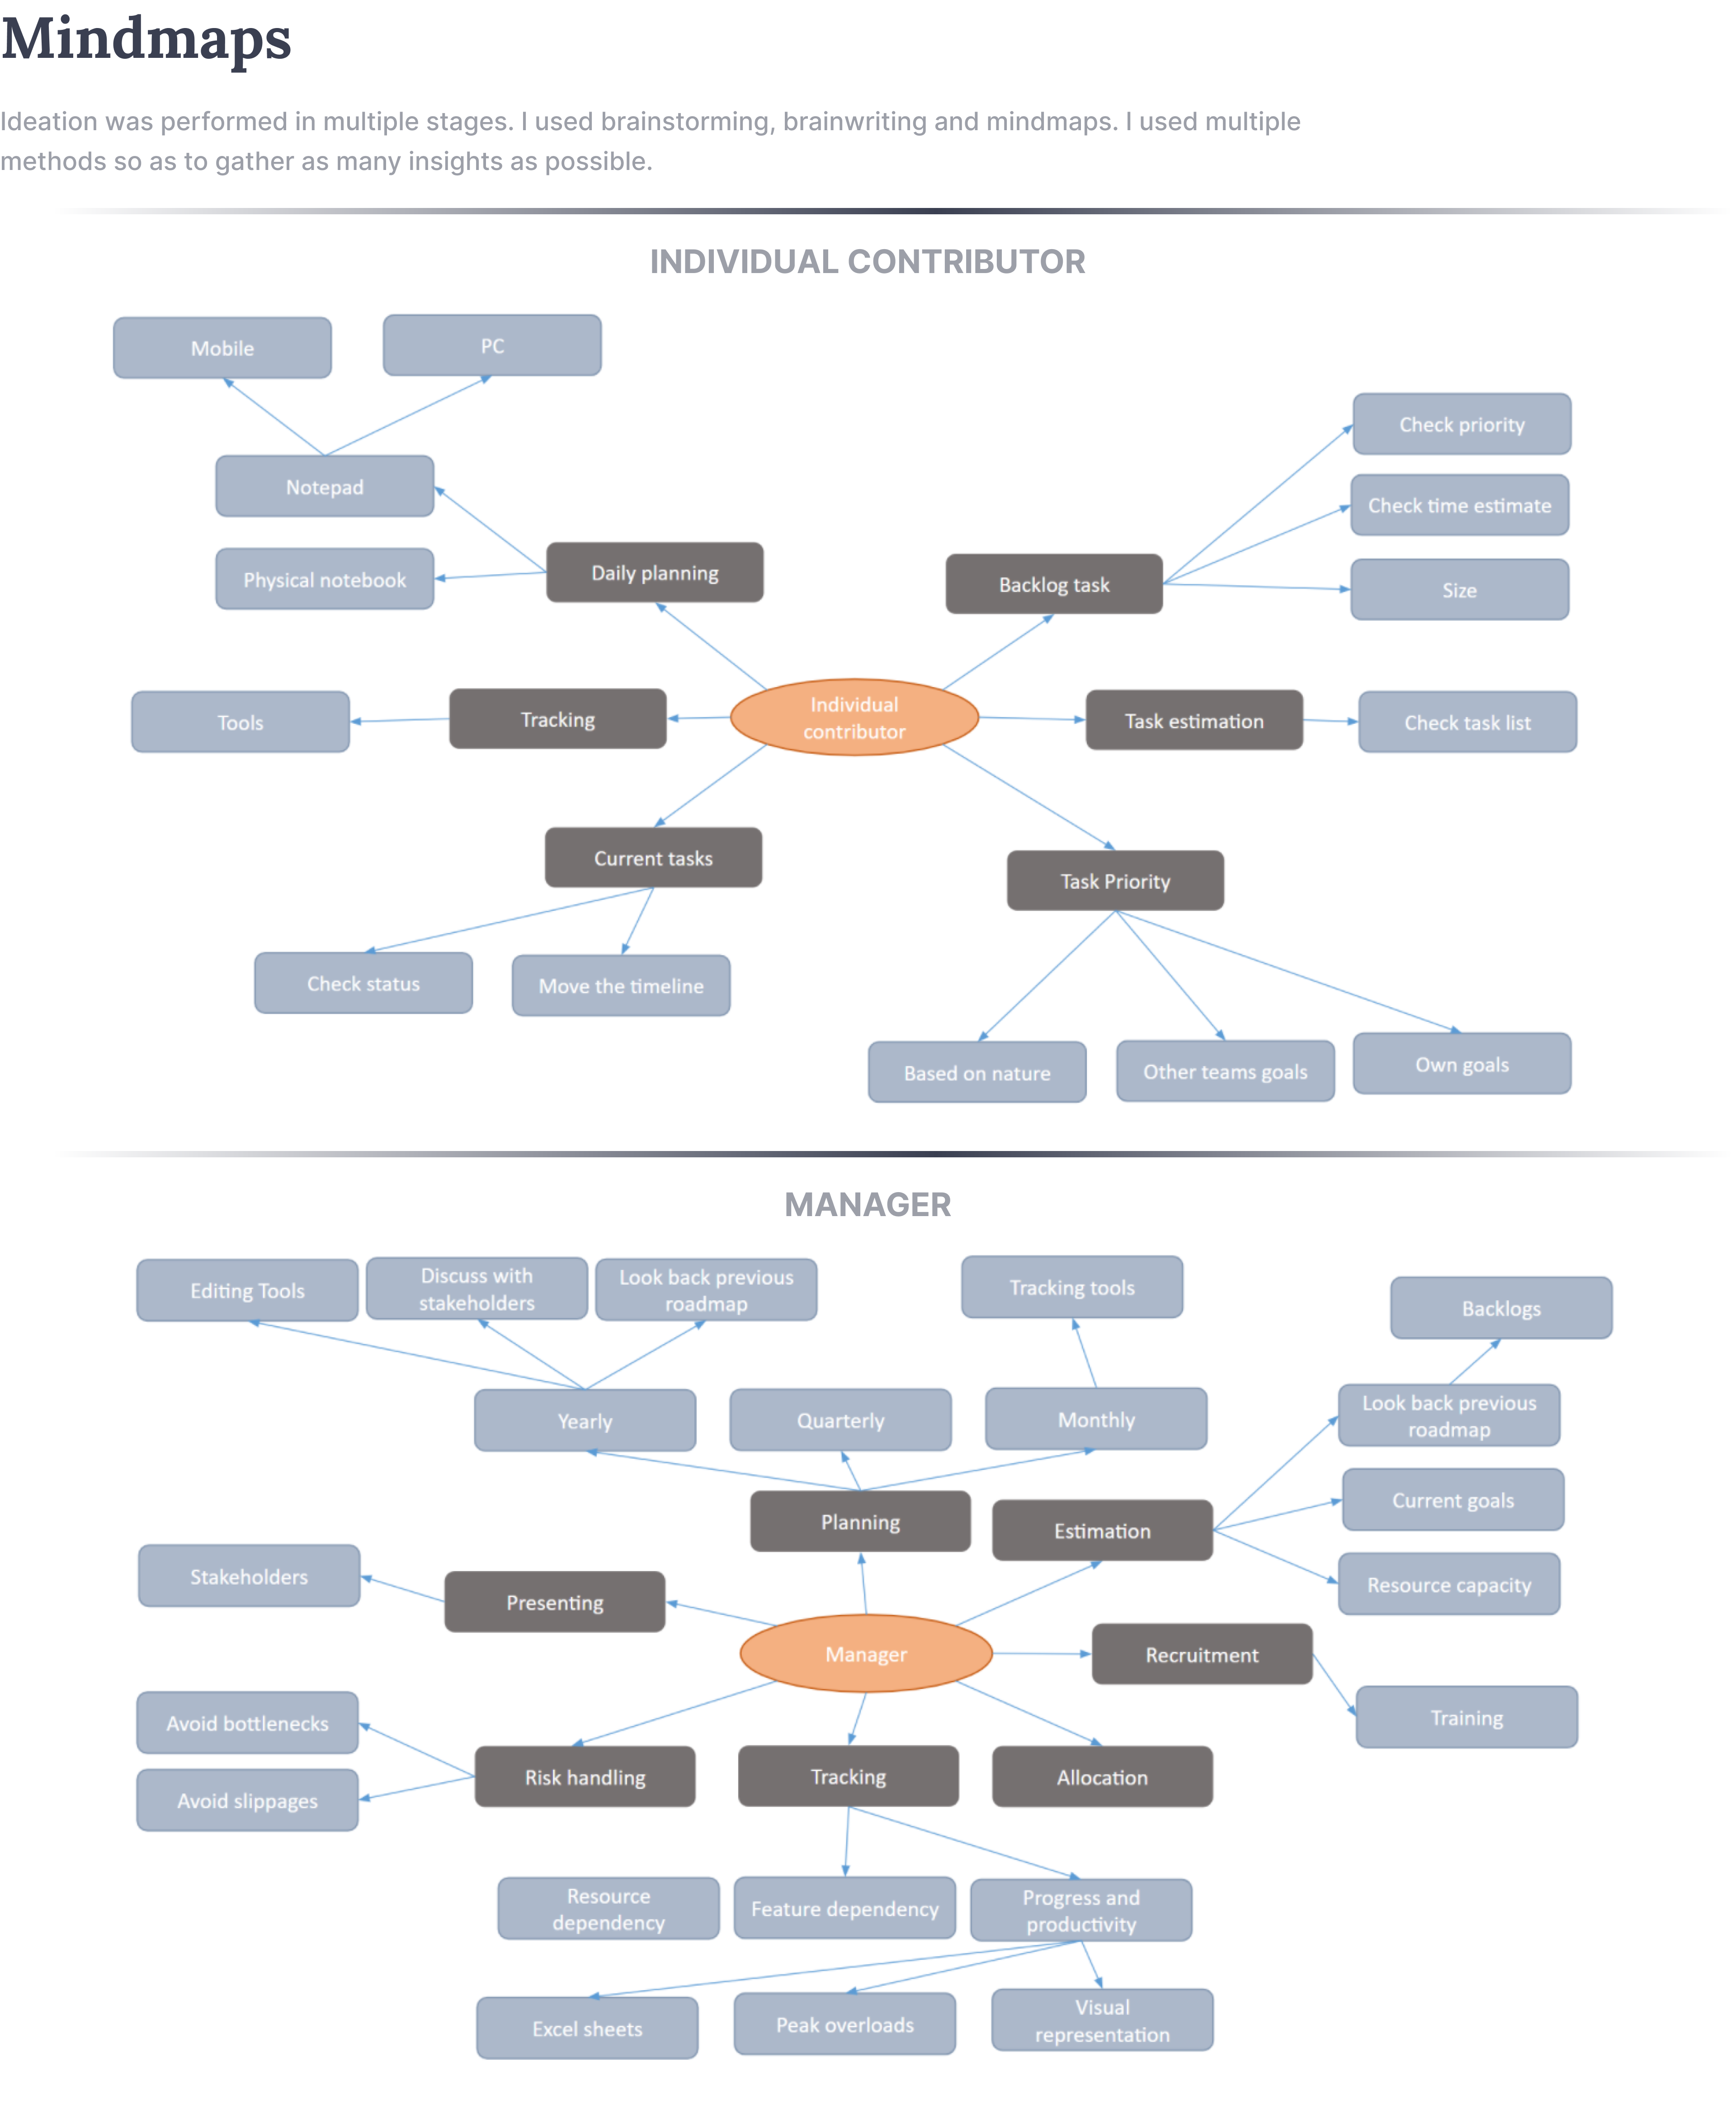 Mindmaps
Ideation was performed in multiple stages. I used brainstorming, brainwriting and mindmaps. I used multiple
methods so as to gather as many insights as possible.
INDIVIDUAL CONTRIBUTOR
Mobile
PC
Notepad
Physical notebook
Daily planning
Backlog task
Check priority
Check time estimate
Size
Tools
Tracking
Individual
contributor
Task estimation
Check task list
Current tasks
Task Priority
Check status
Move the timeline
Based on nature
Other teams goals
Own goals
MANAGER
Editing Tools
Discuss with
stakeholders
Look back previous
roadmap
Tracking tools
Backlogs
Yearly
Quarterly
Monthly
Look back previous
roadmap
Current goals
Resource capacity
Planning
Estimation
Stakeholders
Presenting
Manager
Recruitment
Training
Avoid bottlenecks
Avoid slippages
Risk handling
Tracking
Allocation
Resource
dependency
Feature dependency
Progress and
productivity
Excel sheets
Peak overloads
Visual
representation